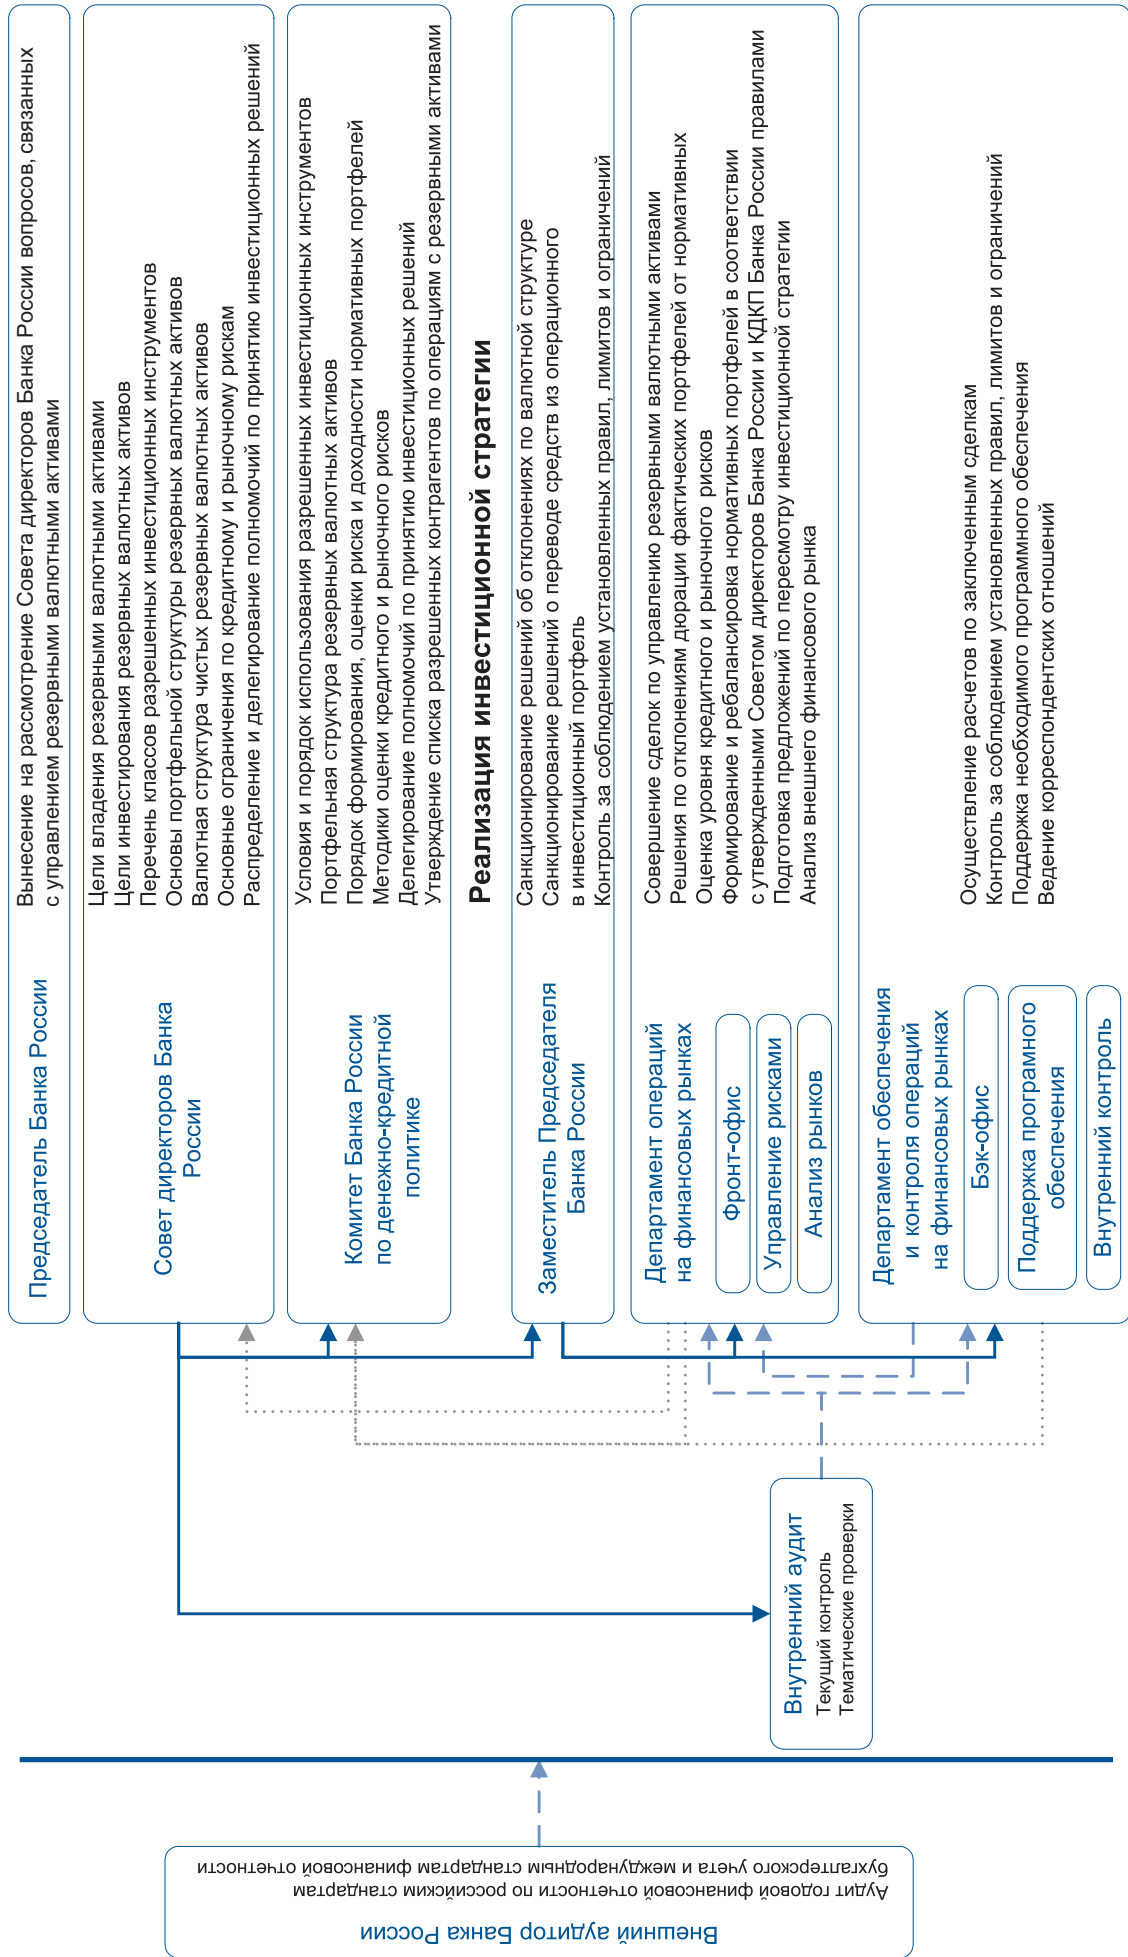 Председатель Банка России
Вынесение на рассмотрение Совета директоров Банка России вопросов, связанных
с управлением резервными валютными активами
Совет директоров Банка
России
Цели владения резервными валютными активами
Цели инвестирования резервных валютных активов
Перечень классов разрешенных инвестиционных инструментов
Основы портфельной структуры резервных валютных активов
Валютная структура чистых резервных валютных активов
Основные ограничения по кредитному и рыночному рискам
Распределение и делегирование полномочий по принятию инвестиционных решений
Комитет Банка России
по денежно-кредитной
политике
Условия и порядок использования разрешенных инвестиционных инструментов
Портфельная структура резервных валютных активов
Порядок формирования, оценки риска и доходности нормативных портфелей
Методики оценки кредитного и рыночного рисков
Делегирование полномочий по принятию инвестиционных решений
Утверждение списка разрешенных контрагентов по операциям с резервными активами
Реализация инвестиционной стратегии
Заместитель Председателя
Банка России
Санкционирование решений об отклонениях по валютной структуре
Санкционирование решений о переводе средств из операционного
в инвестиционный портфель
Контроль за соблюдением установленных правил, лимитов и ограничений
Департамент операций
на финансовых рынках
Фронт-офис
Управление рисками
Анализ рынков
Совершение сделок по управлению резервными валютными активами
Решения по отклонениям дюрации фактических портфелей от нормативных
Оценка уровня кредитного и рыночного рисков
Формирование и ребалансировка нормативных портфелей в соответствии
с утвержденными Советом директоров Банка России и КДКП Банка России правилами
Подготовка предложений по пересмотру инвестиционной стратегии
Анализ внешнего финансового рынка
Департамент обеспечения
и контроля операций
на финансовых рынках
Бэк-офис
Поддержка програмного
обеспечения
Внутренний контроль
Осуществление расчетов по заключенным сделкам
Контроль за соблюдением установленных правил, лимитов и ограничений
Поддержка необходимого программного обеспечения
Ведение корреспондентских отношений
Внутренний аудит
Текущий контроль
Тематические проверки
Внешний аудитор Банка России
Аудит годовой финансовой отчетности по российским стандартам
бухгалтерского учета и международным стандартам финансовой отчетности